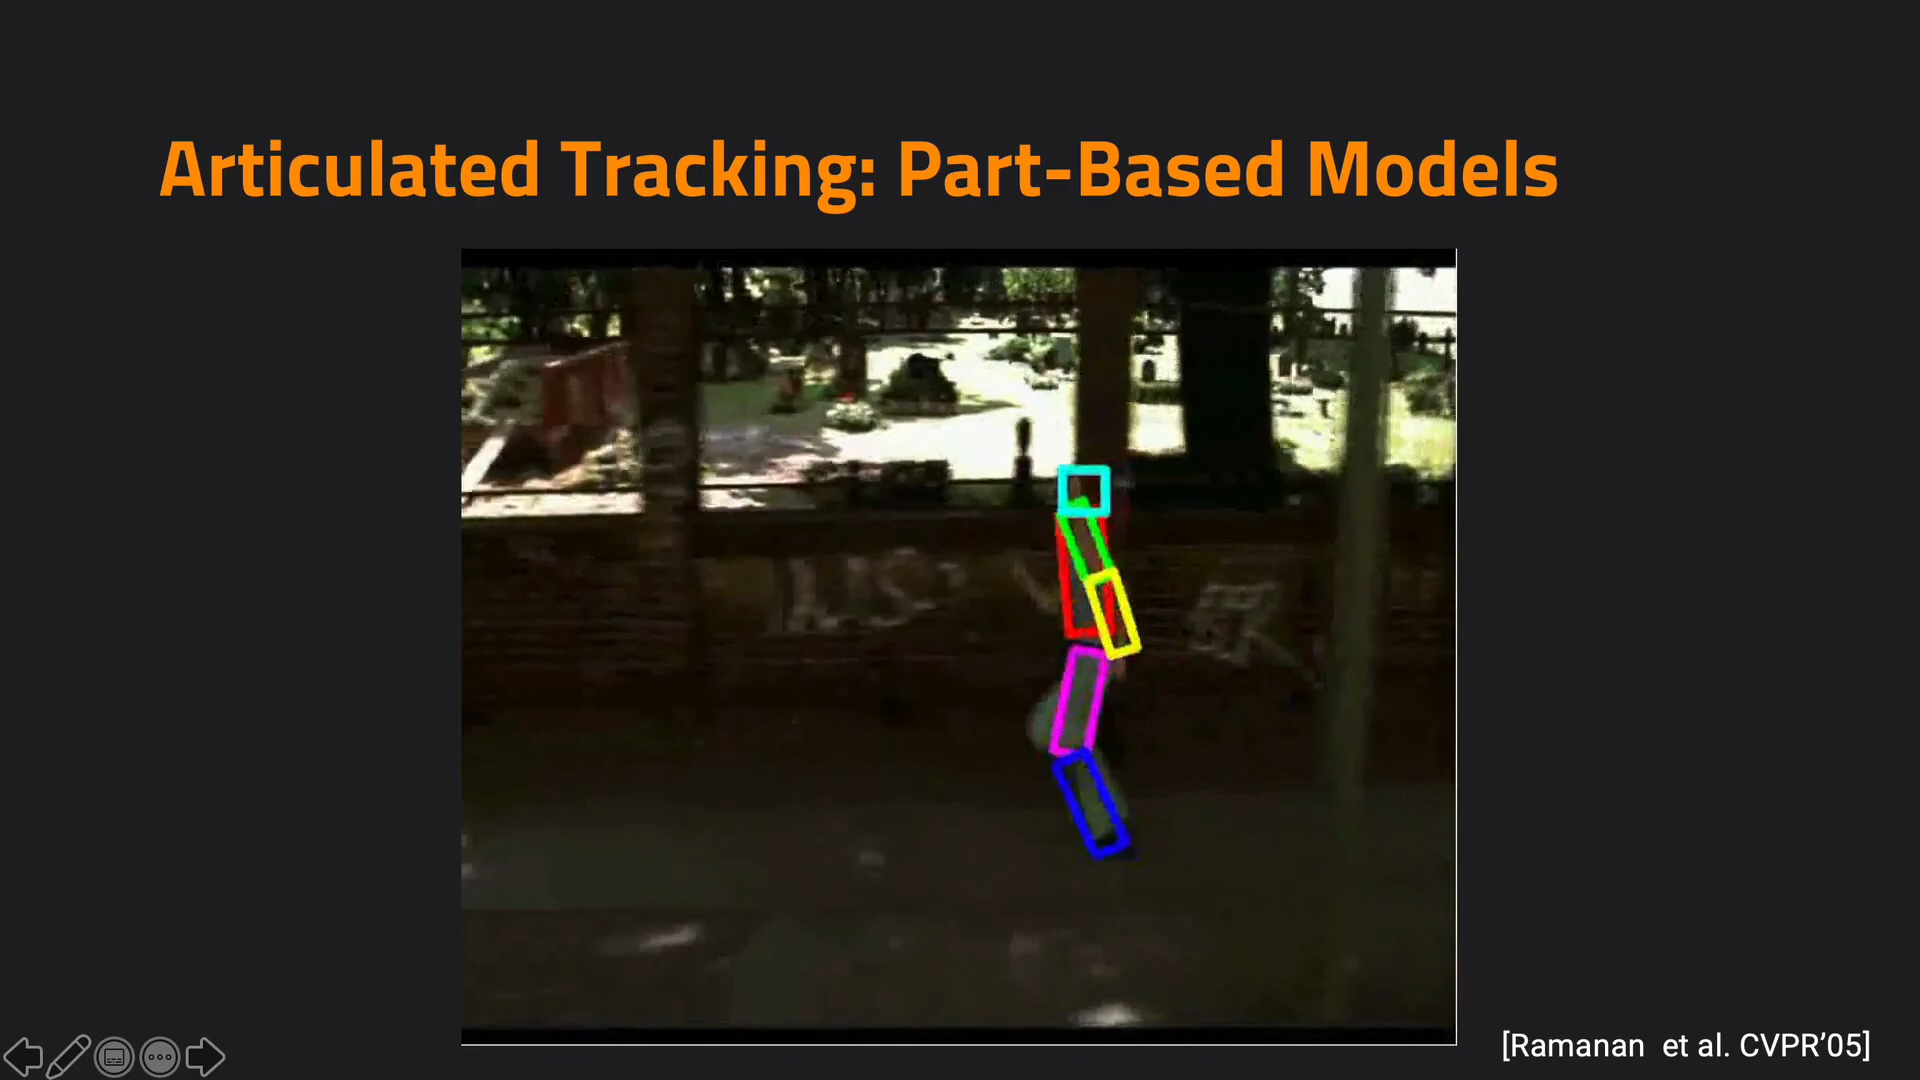 Articulated Tracking: Part-Based Models
[Ramanan et al. CVPR’05]